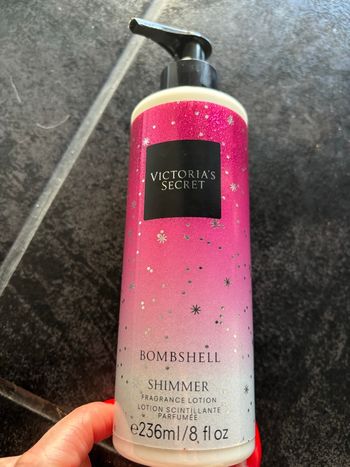 VICTORIA'S
SECRET
BOMBSHELL
SHIMMER
FRAGRANCE LOTION
LOTION SCINTILLANTE
PARFUMÉE
℮236ml/8 fl oz